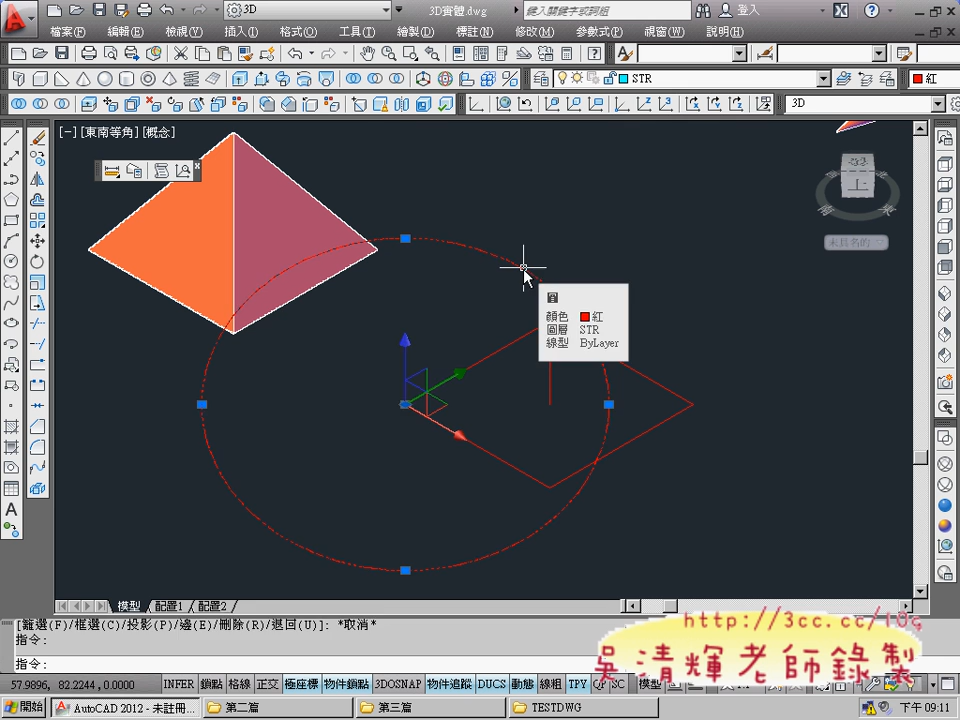 3D
3D實體.dwg
鍵入關鍵字或詞組
登入
檔案(F) 編輯(E) 檢視(V) 插入(I) 格式(O) 工具(T) 繪製(D) 標註(N) 修改(M) 參數式(P) 視窗(W) 說明(H)
STR
紅
3D
[-][東南等角][概念]
上
南
東
未具名的
圓
顏色 紅
圖層 STR
線型 ByLayer
模型 配置1 配置2
[籬選(F)/框選(C)/投影(P)/邊(E)/刪除(R)/退回(U)]: *取消*
指令:
指令:
http://3cc.cc/10q
吳清輝老師錄製
57.9896, 82.2244, 0.0000 INFER 鎖點 格線 正交 極座標 物件鎖點 3DOSNAP 物件追蹤 DUCS 動態 線粗 TPY QP SC 模型
開始 AutoCAD 2012 - 未註冊... 第二篇 第三篇 TESTDWG 下午 09:11